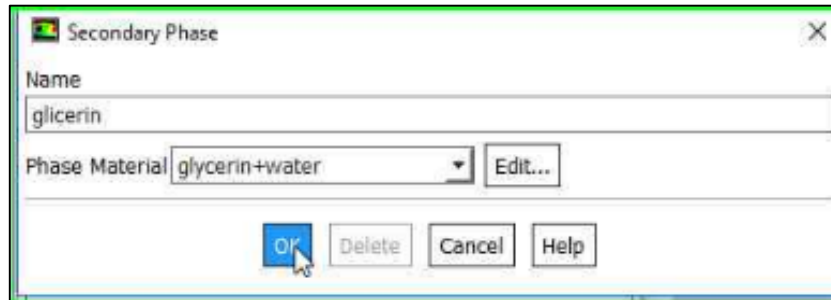 Secondary Phase
Name
glicerin
Phase Material glycerin+water Edit...
OK Delete Cancel Help